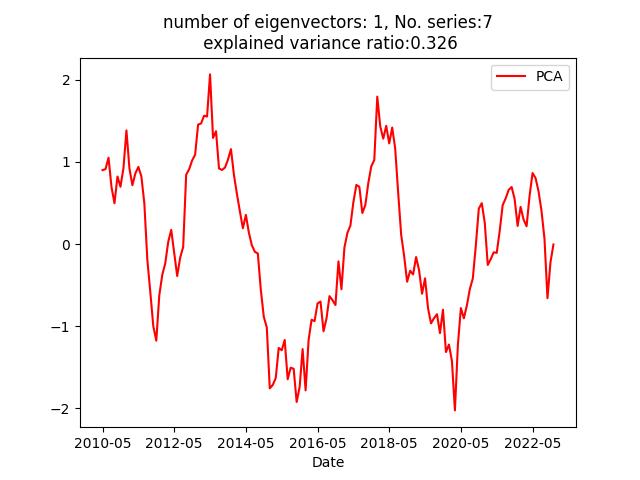 number of eigenvectors: 1, No. series:7
explained variance ratio:0.326
PCA
2
1
0
−1
−2
2010-05 2012-05 2014-05 2016-05 2018-05 2020-05 2022-05
Date